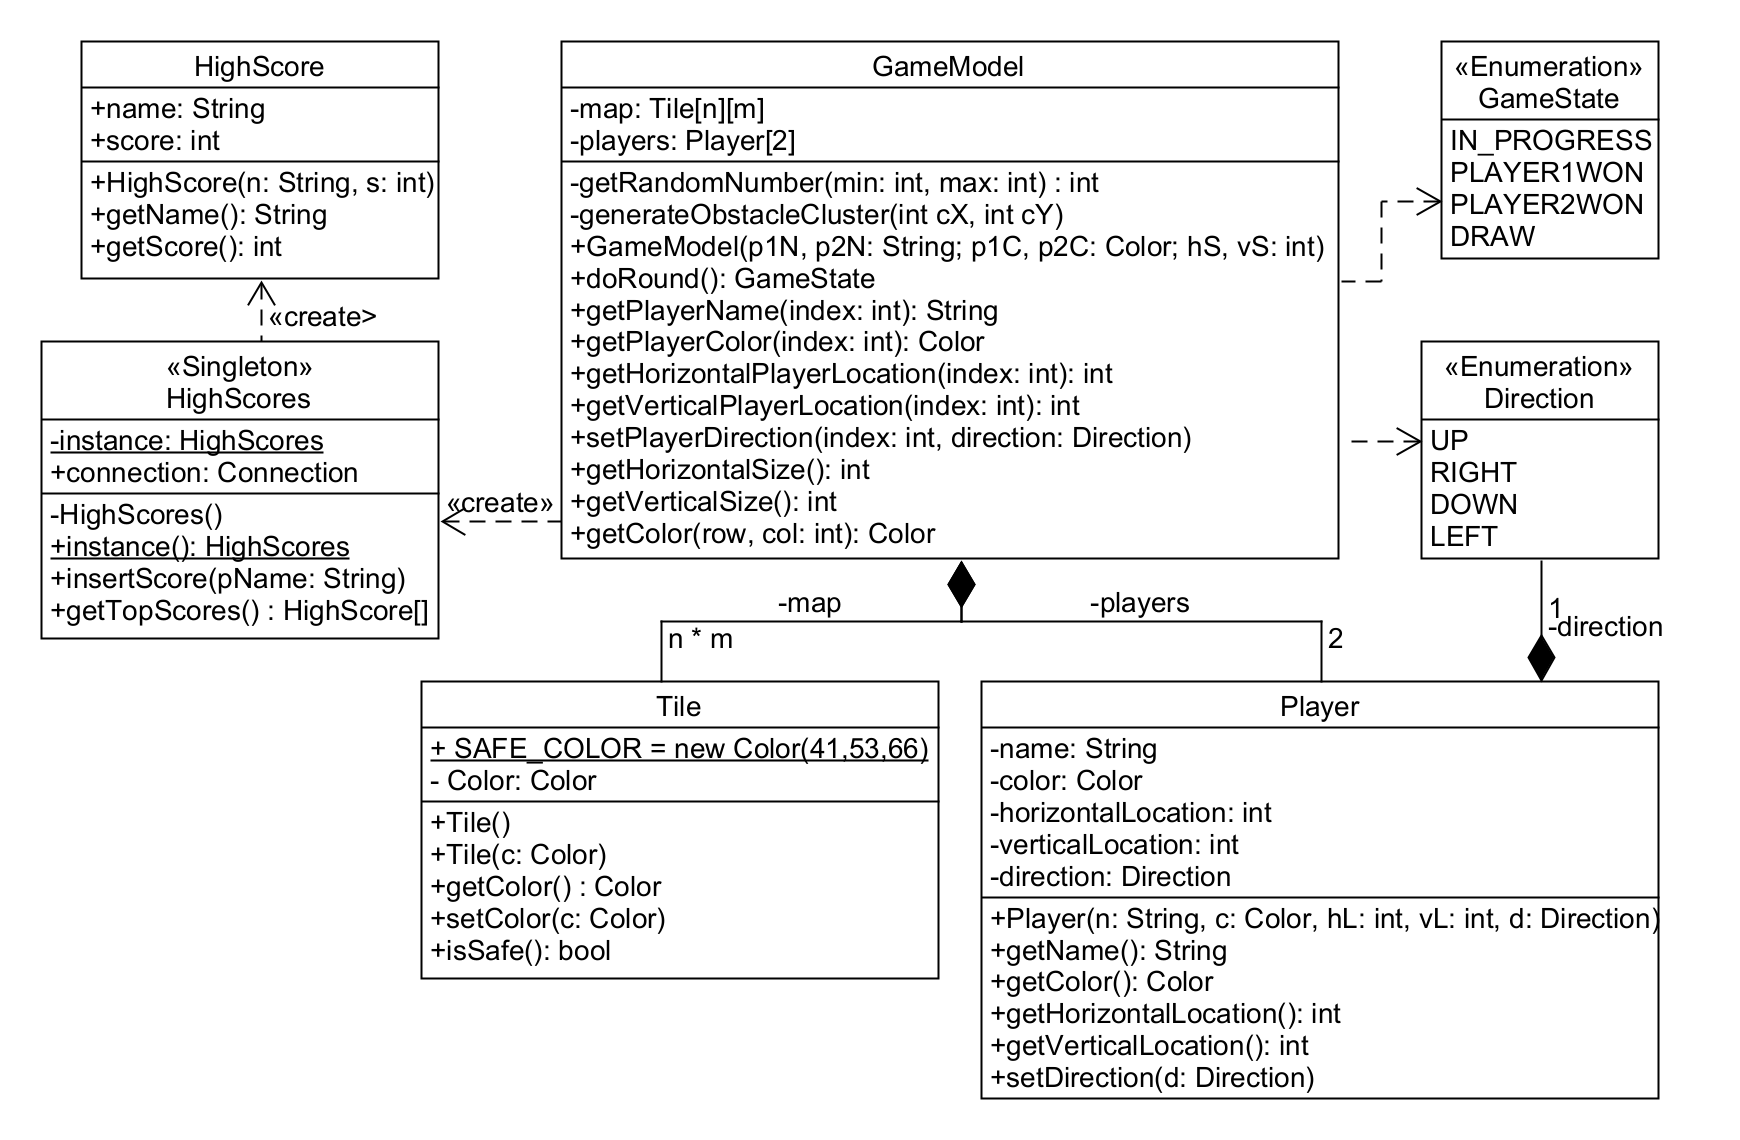 HighScore
+name: String
+score: int
+HighScore(n: String, s: int)
+getName(): String
+getScore(): int
«create>
«Singleton»
HighScores
-instance: HighScores
+connection: Connection
-HighScores()
+instance(): HighScores
+insertScore(pName: String)
+getTopScores() : HighScore[]
«create»
GameModel
-map: Tile[n][m]
-players: Player[2]
-getRandomNumber(min: int, max: int) : int
-generateObstacleCluster(int cX, int cY)
+GameModel(p1N, p2N: String; p1C, p2C: Color; hS, vS: int)
+doRound(): GameState
+getPlayerName(index: int): String
+getPlayerColor(index: int): Color
+getHorizontalPlayerLocation(index: int): int
+getVerticalPlayerLocation(index: int): int
+setPlayerDirection(index: int, direction: Direction)
+getHorizontalSize(): int
+getVerticalSize(): int
+getColor(row, col: int): Color
«Enumeration»
GameState
IN_PROGRESS
PLAYER1WON
PLAYER2WON
DRAW
«Enumeration»
Direction
UP
RIGHT
DOWN
LEFT
1
-direction
-map
-players
n * m
2
Tile
+ SAFE_COLOR = new Color(41,53,66)
- Color: Color
+Tile()
+Tile(c: Color)
+getColor() : Color
+setColor(c: Color)
+isSafe(): bool
Player
-name: String
-color: Color
-horizontalLocation: int
-verticalLocation: int
-direction: Direction
+Player(n: String, c: Color, hL: int, vL: int, d: Direction)
+getName(): String
+getColor(): Color
+getHorizontalLocation(): int
+getVerticalLocation(): int
+setDirection(d: Direction)